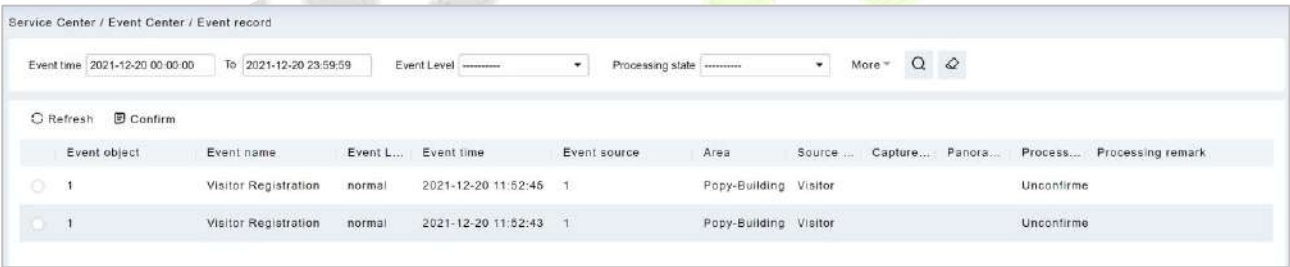 Service Center / Event Center / Event record
Event time 2021-12-20 00:00:00 To 2021-12-20 23:59:59 Event Level ---------- Processing state ---------- More
Refresh Confirm
Event object Event name Event L... Event time Event source Area Source ... Capture... Panora... Process... Processing remark
1 Visitor Registration normal 2021-12-20 11:52:45 1 Popy-Building Visitor Unconfirme
1 Visitor Registration normal 2021-12-20 11:52:43 1 Popy-Building Visitor Unconfirme